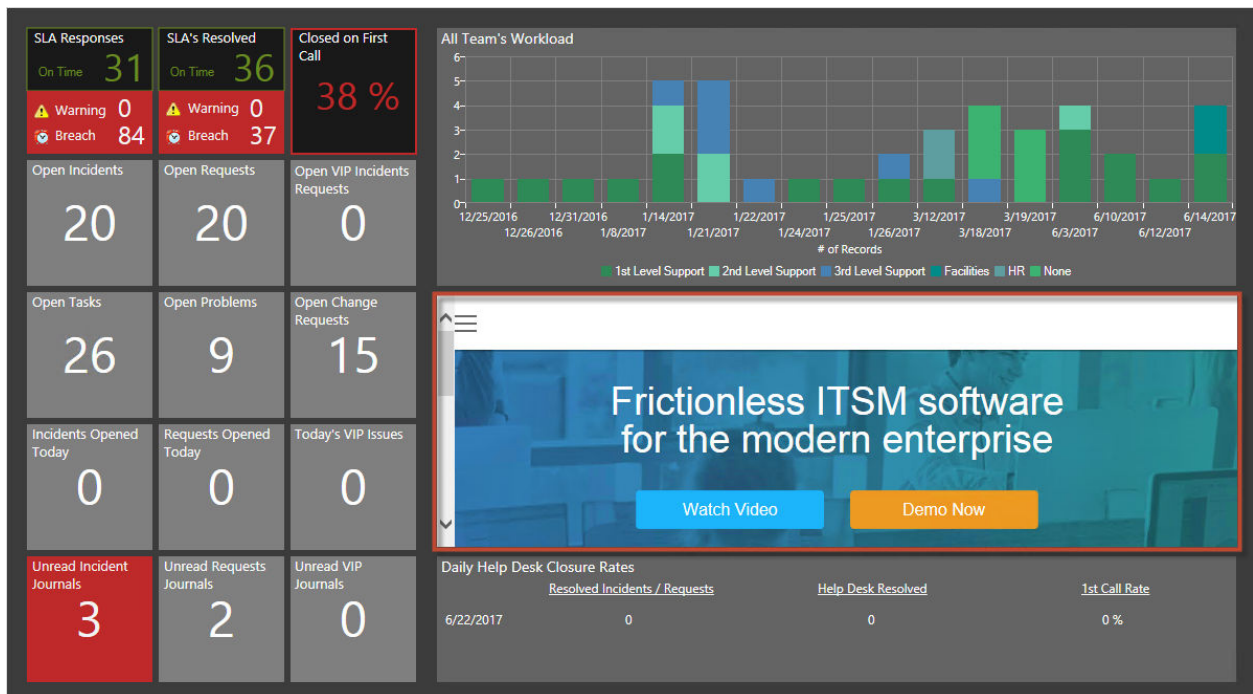 SLA Responses
On Time 31
Warning 0
Breach 84
SLA's Resolved
On Time 36
Warning 0
Breach 37
Closed on First
Call
38 %
Open Incidents
20
Open Requests
20
Open VIP Incidents
Requests
0
Open Tasks
26
Open Problems
9
Open Change
Requests
15
Incidents Opened
Today
0
Requests Opened
Today
0
Today's VIP Issues
0
Unread Incident
Journals
3
Unread Requests
Journals
2
Unread VIP
Journals
0
All Team's Workload
6
5
4
3
2
1
0
12/25/2016 12/31/2016 1/14/2017 1/22/2017 1/25/2017 3/12/2017 3/19/2017 6/10/2017 6/14/2017
12/26/2016 1/8/2017 1/21/2017 1/24/2017 1/26/2017 3/18/2017 6/3/2017 6/12/2017
# of Records
1st Level Support 2nd Level Support 3rd Level Support Facilities HR None
Frictionless ITSM software
for the modern enterprise
Watch Video Demo Now
Daily Help Desk Closure Rates
Resolved Incidents / Requests Help Desk Resolved 1st Call Rate
6/22/2017 0 0 0 %